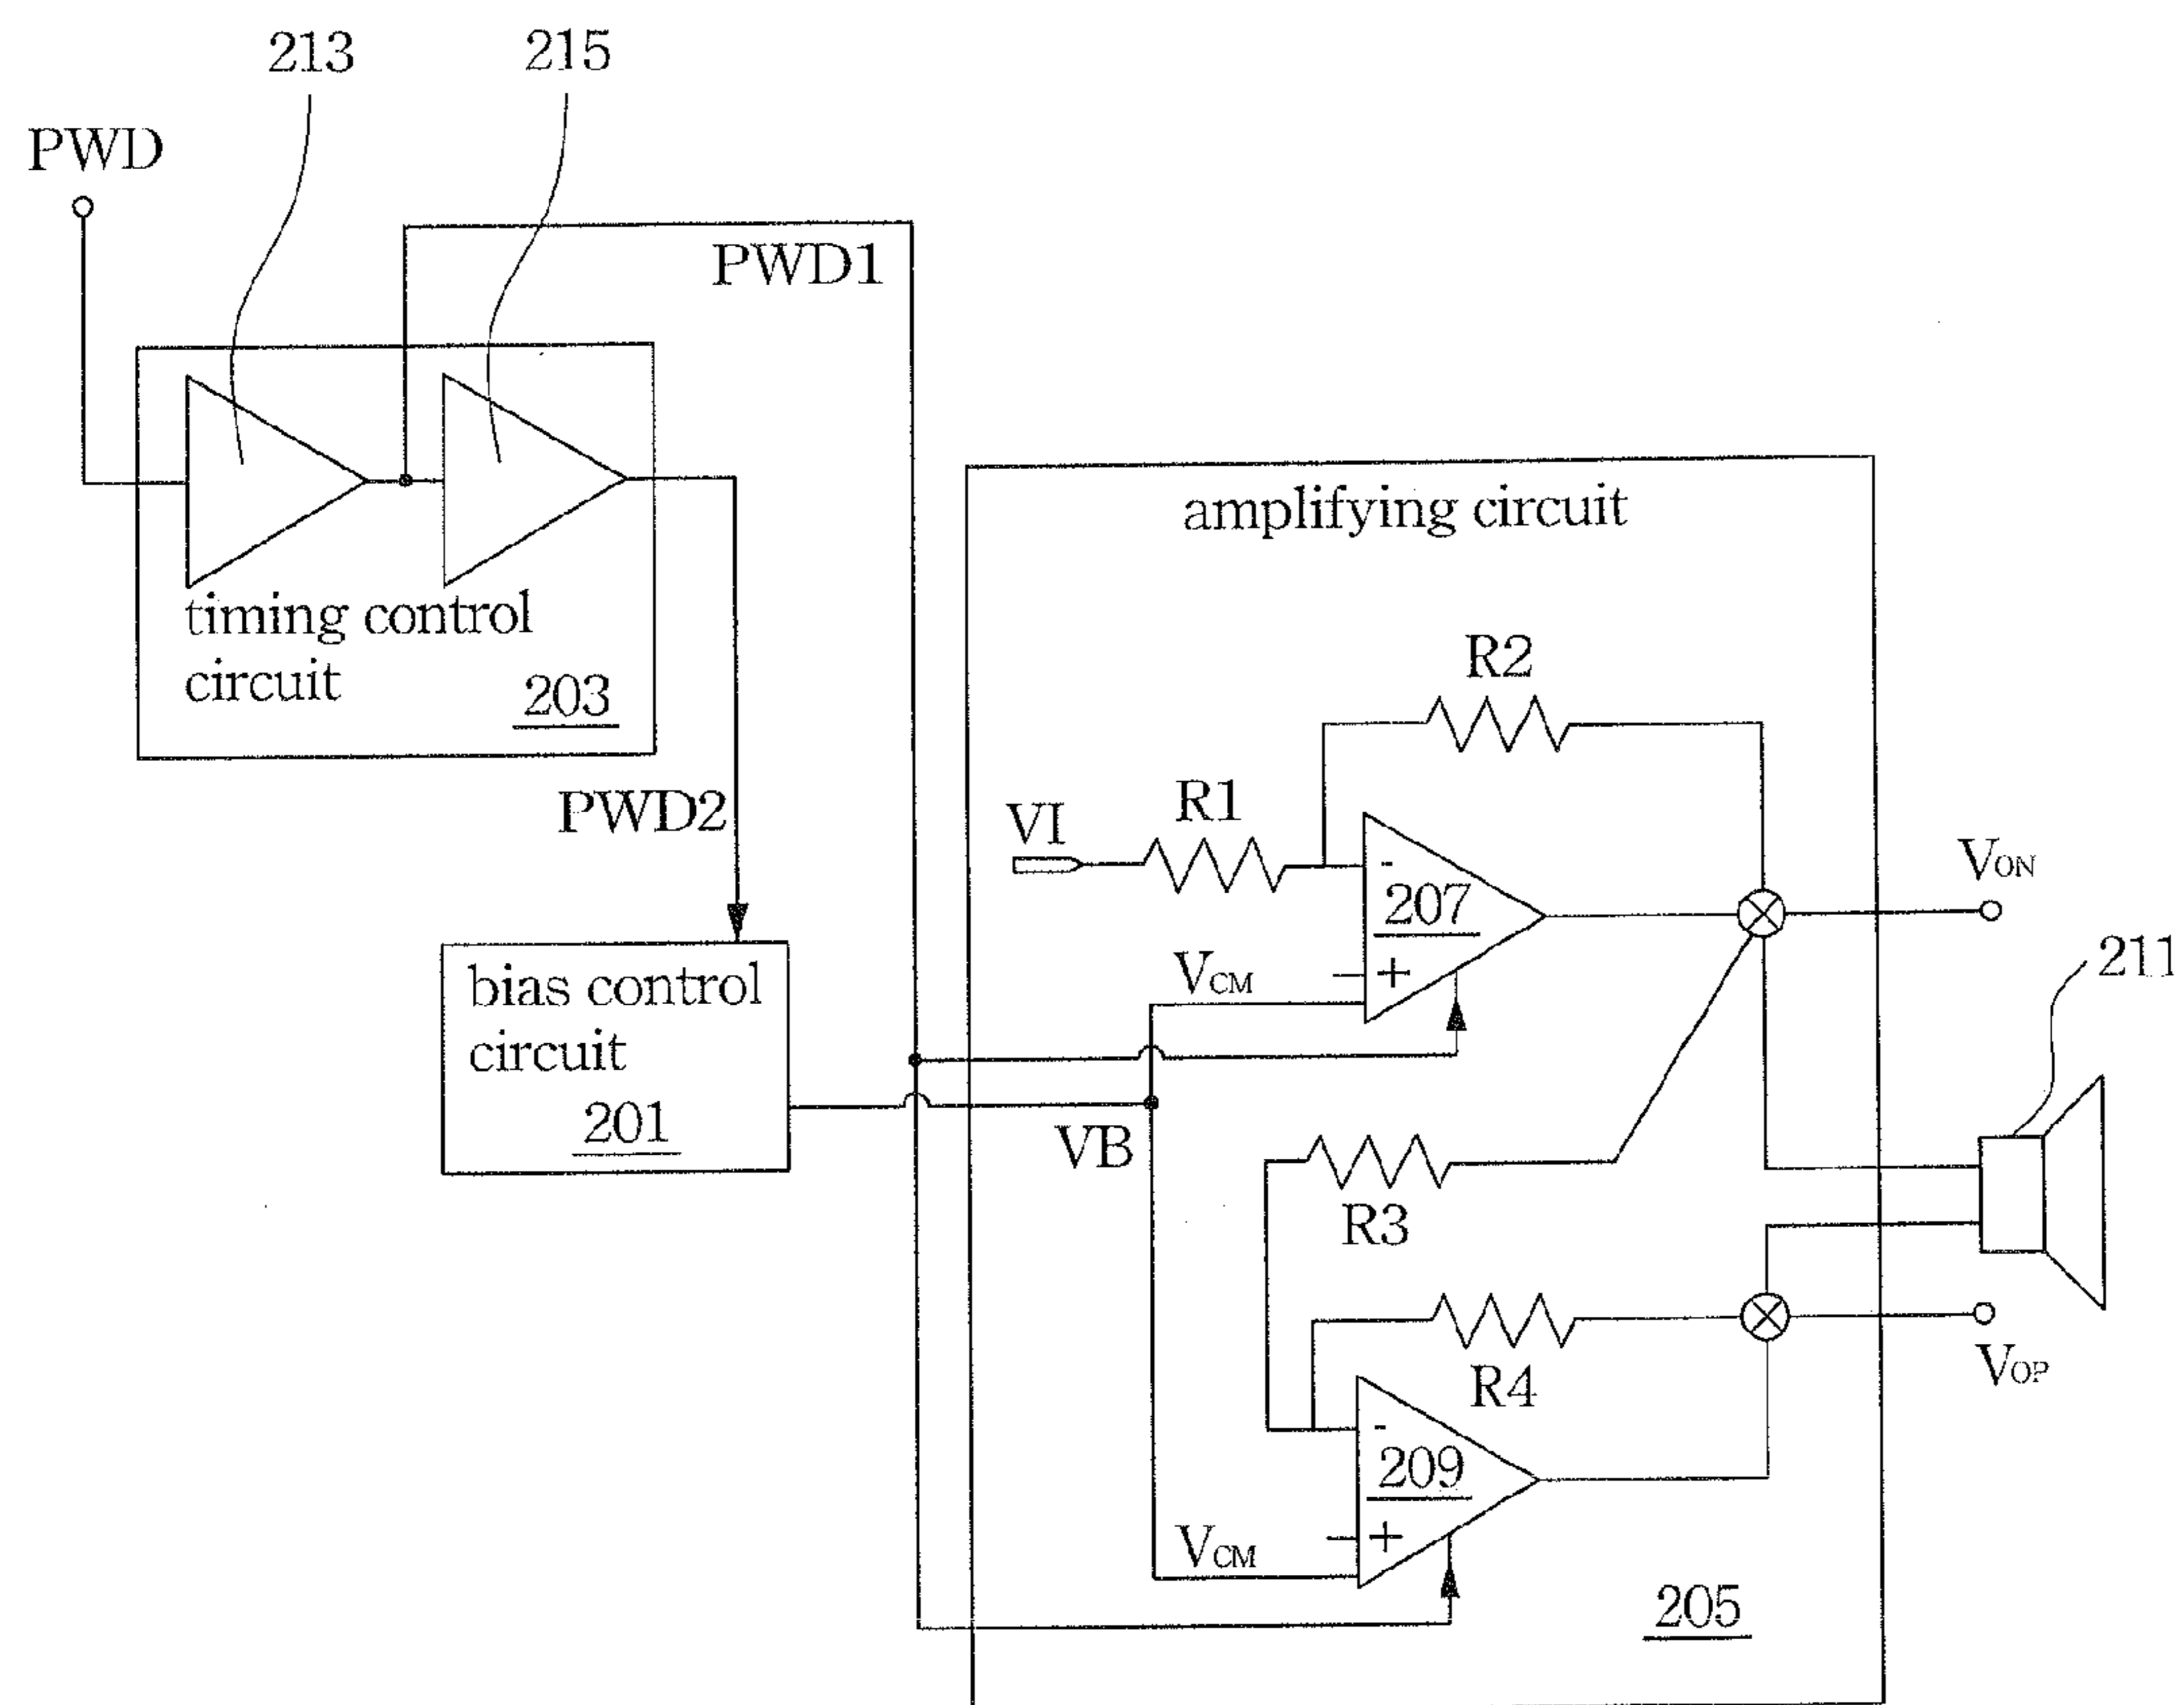 213
215
PWD
PWD1
timing control
circuit
203
PWD2
bias control
circuit
201
amplifying circuit
R2
VI
R1
-
207
+
VCM
VON
211
VB
R3
R4
-
209
+
VCM
VOP
205